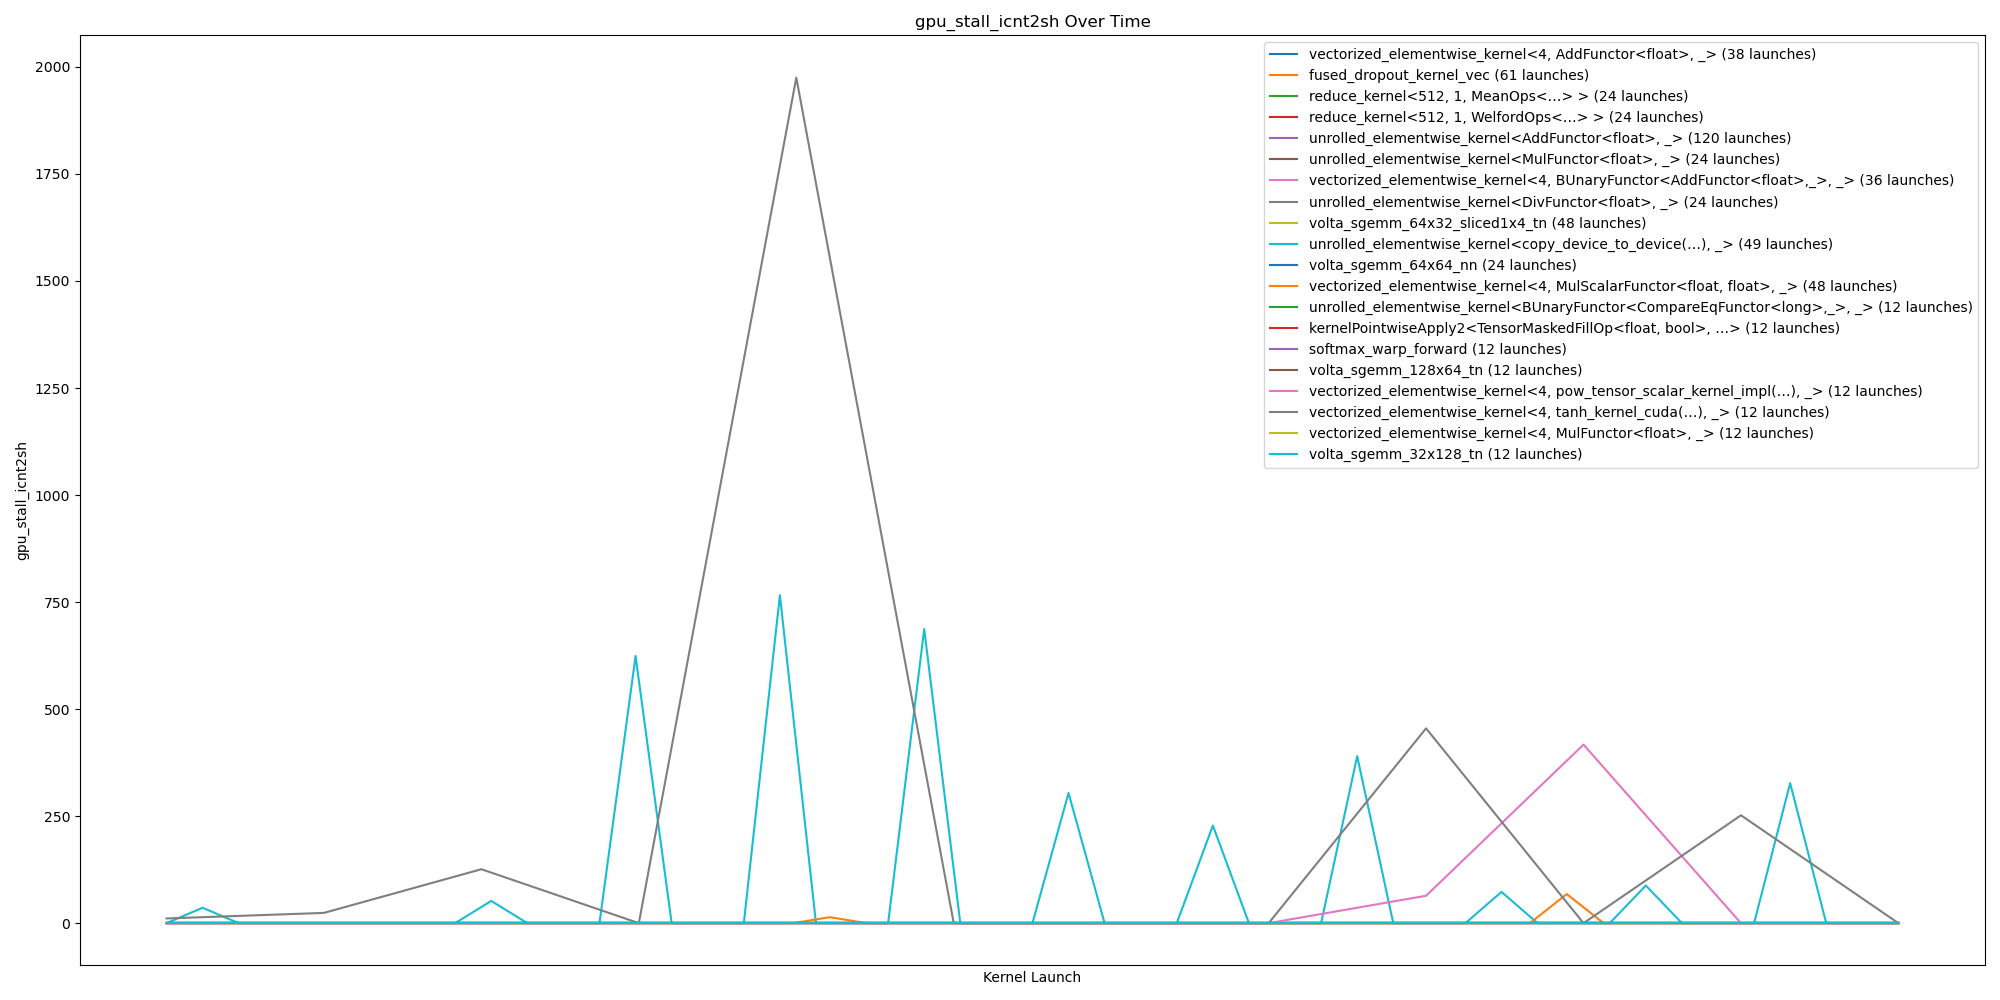 gpu_stall_icnt2sh Over Time
gpu_stall_icnt2sh
2000
1750
1500
1250
1000
750
500
250
0
vectorized_elementwise_kernel<4, AddFunctor<float>, _> (38 launches)
fused_dropout_kernel_vec (61 launches)
reduce_kernel<512, 1, MeanOps<...> > (24 launches)
reduce_kernel<512, 1, WelfordOps<...> > (24 launches)
unrolled_elementwise_kernel<AddFunctor<float>, _> (120 launches)
unrolled_elementwise_kernel<MulFunctor<float>, _> (24 launches)
vectorized_elementwise_kernel<4, BUnaryFunctor<AddFunctor<float>,_>, _> (36 launches)
unrolled_elementwise_kernel<DivFunctor<float>, _> (24 launches)
volta_sgemm_64x32_sliced1x4_tn (48 launches)
unrolled_elementwise_kernel<copy_device_to_device(...), _> (49 launches)
volta_sgemm_64x64_nn (24 launches)
vectorized_elementwise_kernel<4, MulScalarFunctor<float, float>, _> (48 launches)
unrolled_elementwise_kernel<BUnaryFunctor<CompareEqFunctor<long>,_>, _> (12 launches)
kernelPointwiseApply2<TensorMaskedFillOp<float, bool>, ...> (12 launches)
softmax_warp_forward (12 launches)
volta_sgemm_128x64_tn (12 launches)
vectorized_elementwise_kernel<4, pow_tensor_scalar_kernel_impl(...), _> (12 launches)
vectorized_elementwise_kernel<4, tanh_kernel_cuda(...), _> (12 launches)
vectorized_elementwise_kernel<4, MulFunctor<float>, _> (12 launches)
volta_sgemm_32x128_tn (12 launches)
Kernel Launch